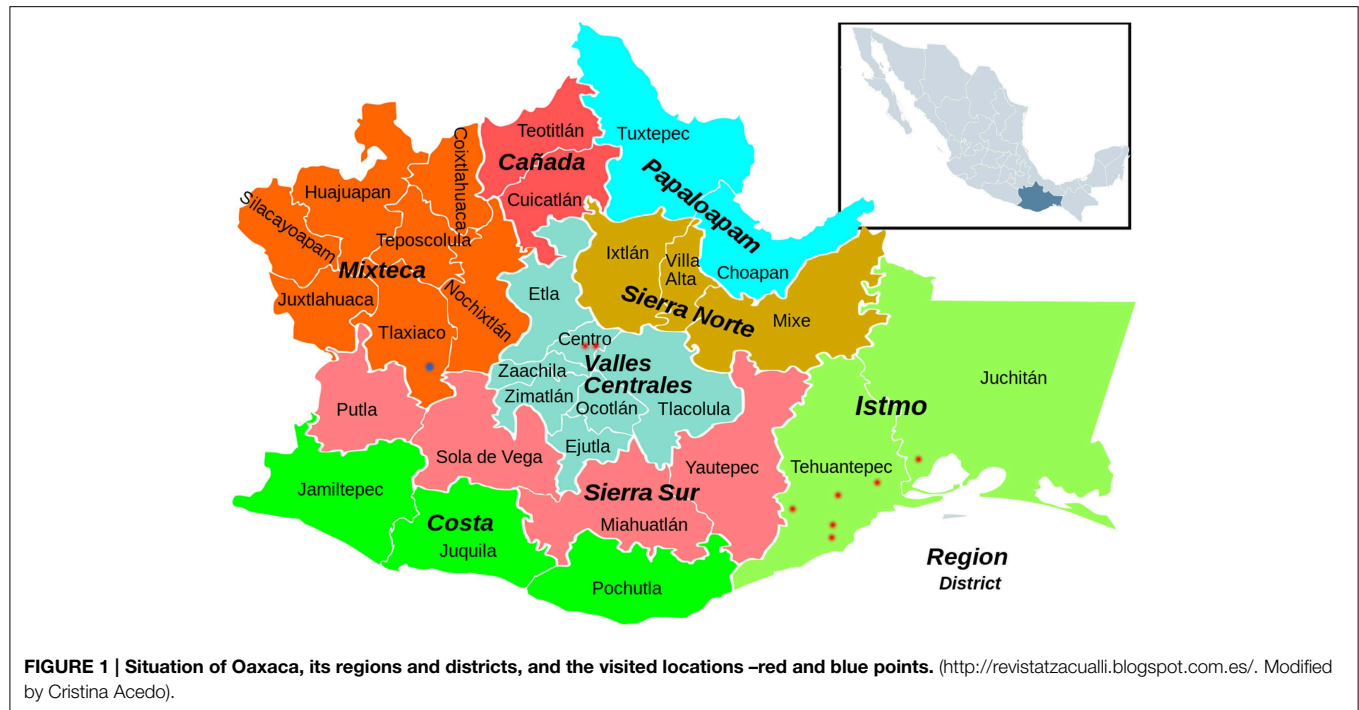 Teotitlán
Tuxtepec
Coixtlahuaca
Cañada
Huajuapan
Papaloapam
Cuicatlán
Silacayoapam
Teposcolula
Mixteca
Ixtlán
Villa
Alta
Choapan
Juxtlahuaca
Nochixtlán
Etla
Sierra Norte
Mixe
Tlaxiaco
Centro
Valles
Centrales
Zaachila
Zimatlán
Juchitán
Istmo
Putla
Ocotlán
Tlacolula
Ejutla
Sola de Vega
Yautepec
Tehuantepec
Jamiltepec
Sierra Sur
Costa
Miahuatlán
Juquila
Region
District
Pochutla
FIGURE 1 | Situation of Oaxaca, its regions and districts, and the visited locations –red and blue points. (http://revistatzacualli.blogspot.com.es/. Modified
by Cristina Acedo).